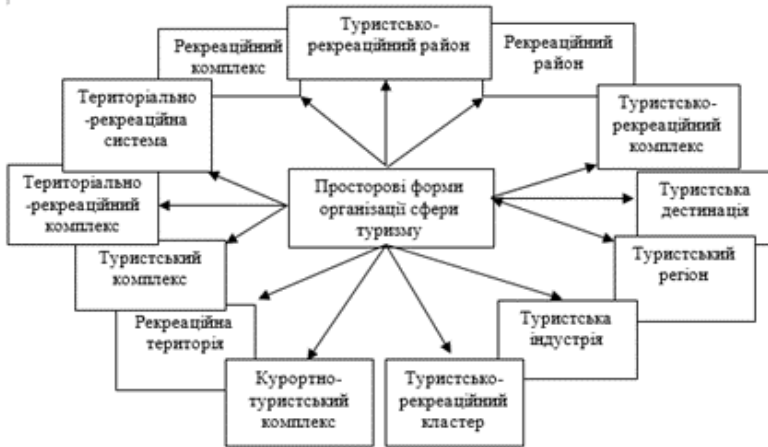 Туристсько-
рекреаційний район
Рекреаційний
комплекс
Рекреаційний
район
Територіально
-рекреаційна
система
Туристсько-
рекреаційний
комплекс
Територіально
-рекреаційний
комплекс
Просторові форми
організації сфери
туризму
Туристська
дестинація
Туристський
комплекс
Туристський
регіон
Рекреаційна
територія
Туристська
індустрія
Курортно-
туристський
комплекс
Туристсько-
рекреаційний
кластер